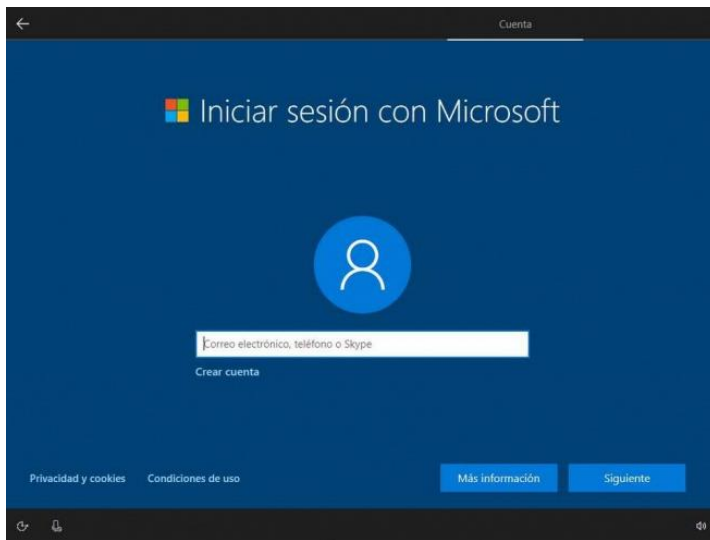 Cuenta
Iniciar sesión con Microsoft
Correo electrónico, teléfono o Skype
Crear cuenta
Privacidad y cookies Condiciones de uso Más información Siguiente